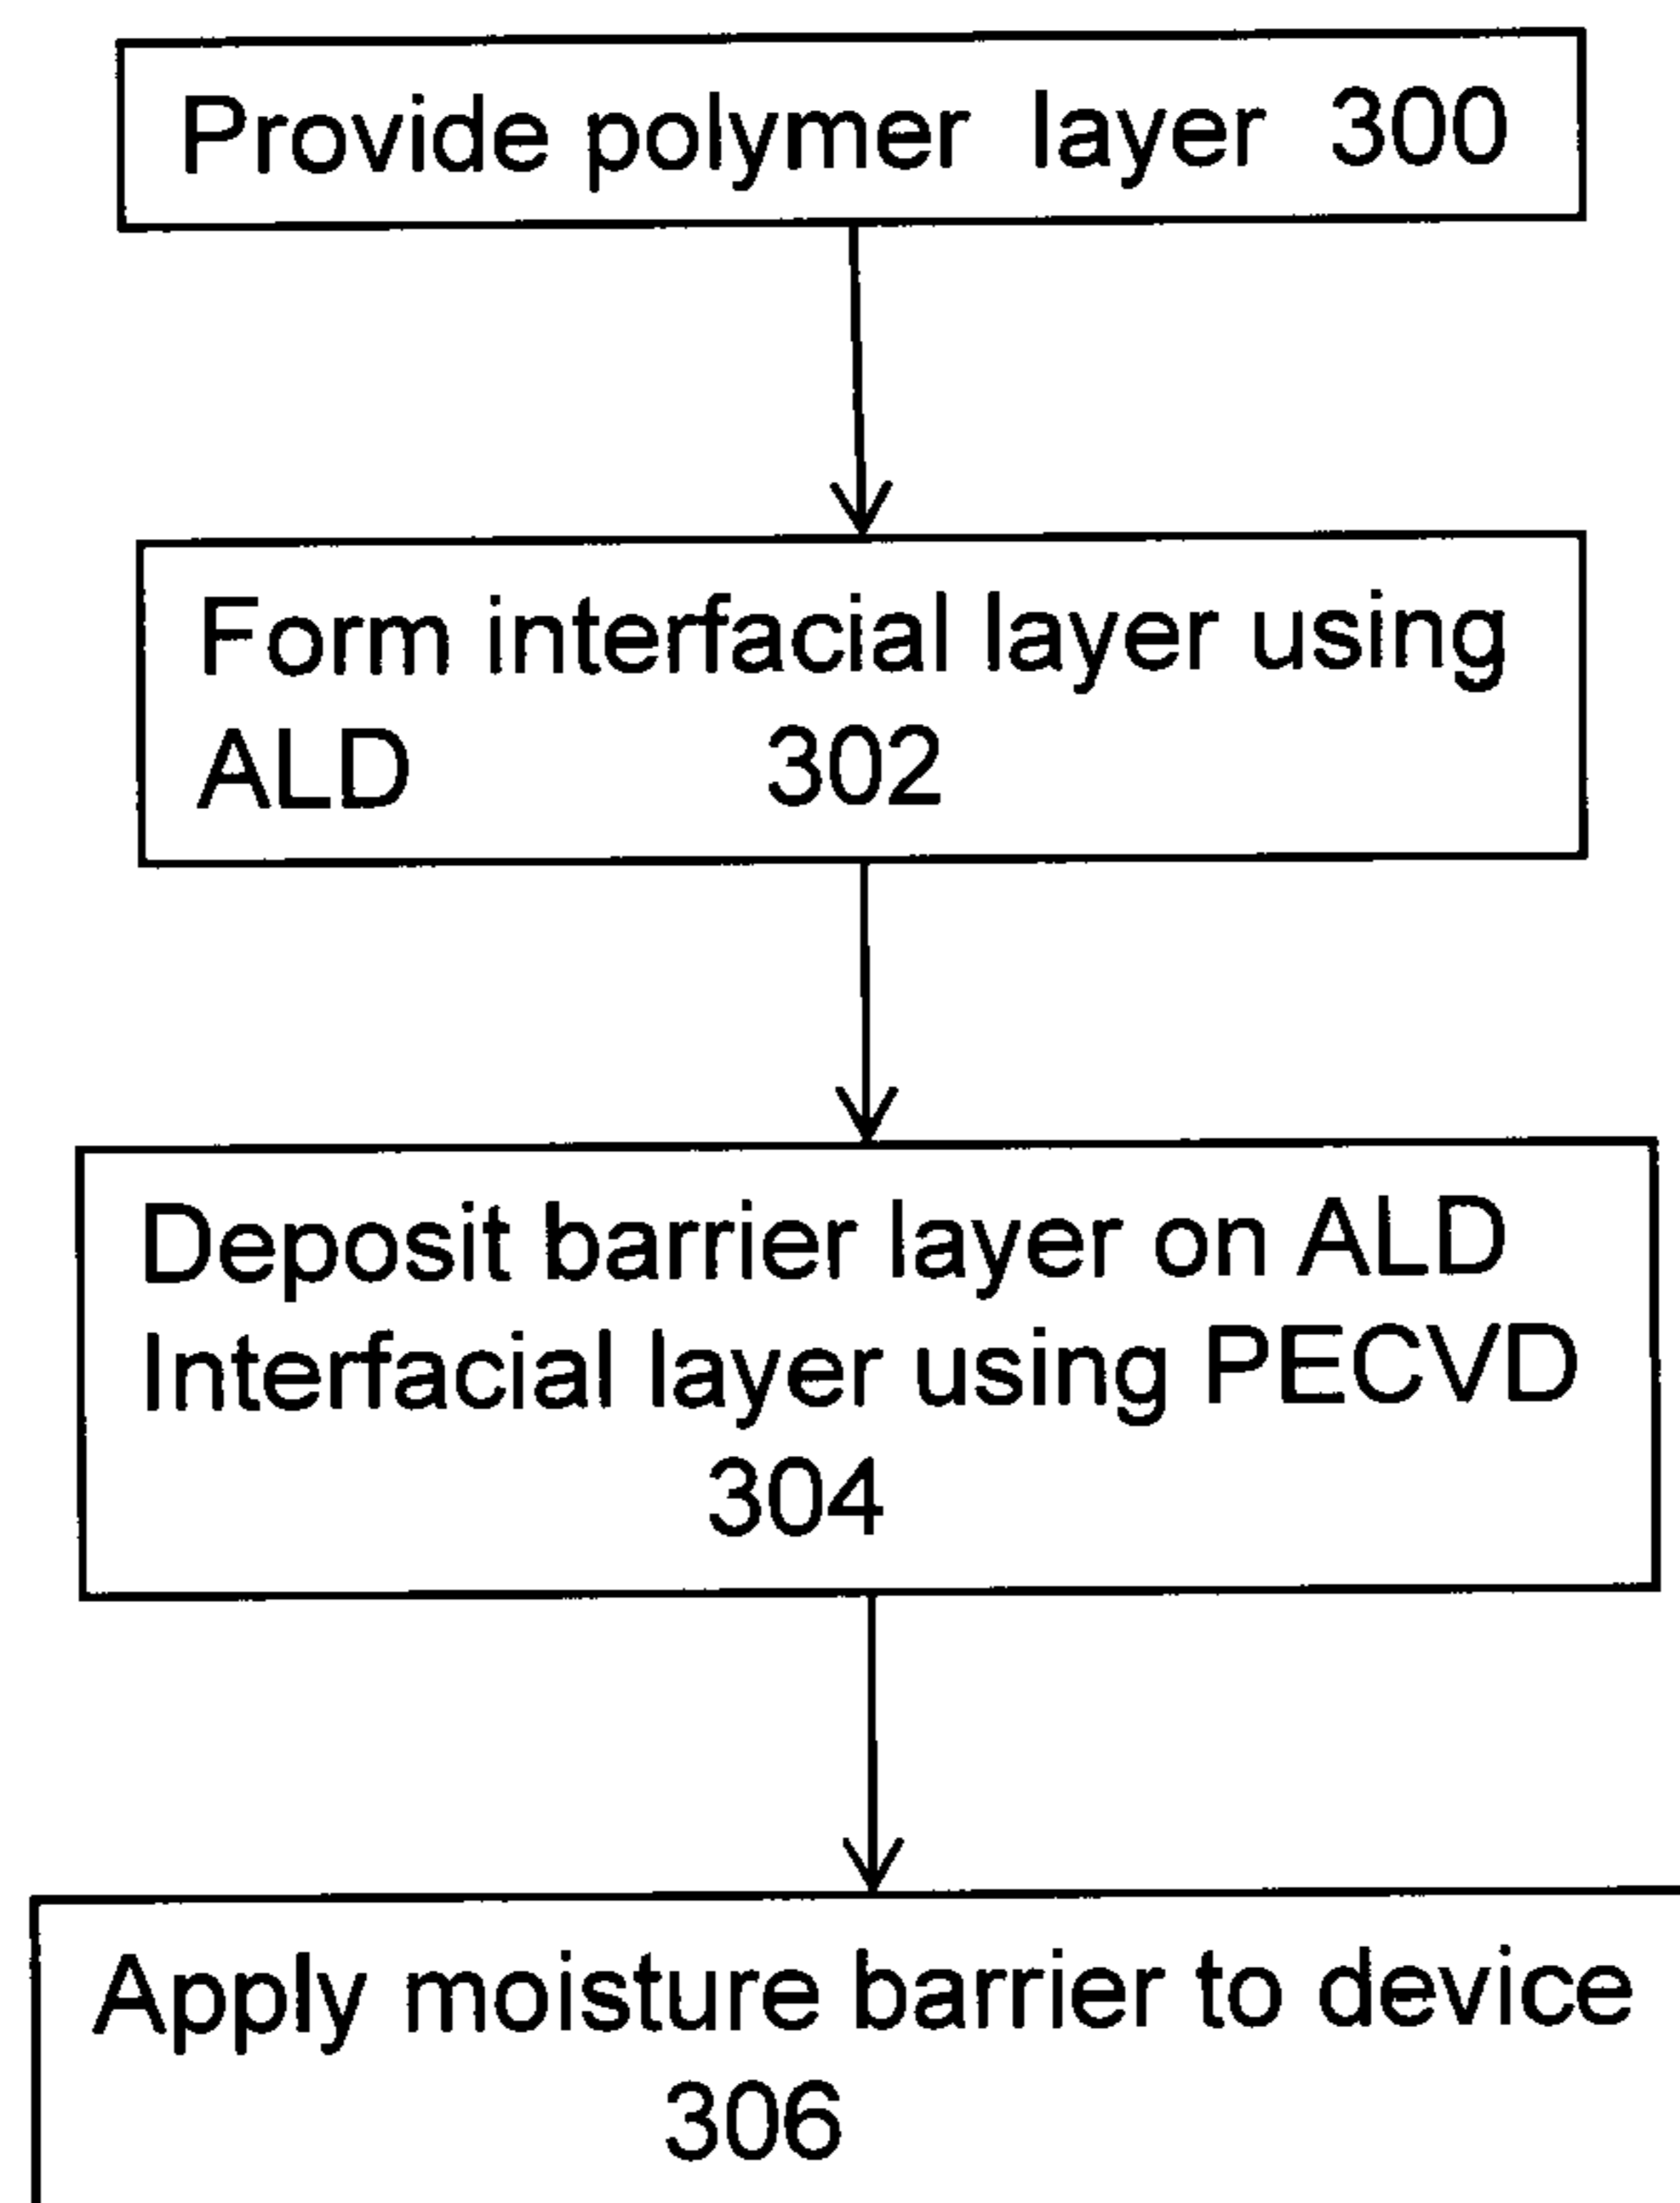 Provide polymer layer 300
Form interfacial layer using
ALD 302
Deposit barrier layer on ALD
Interfacial layer using PECVD
304
Apply moisture barrier to device
306